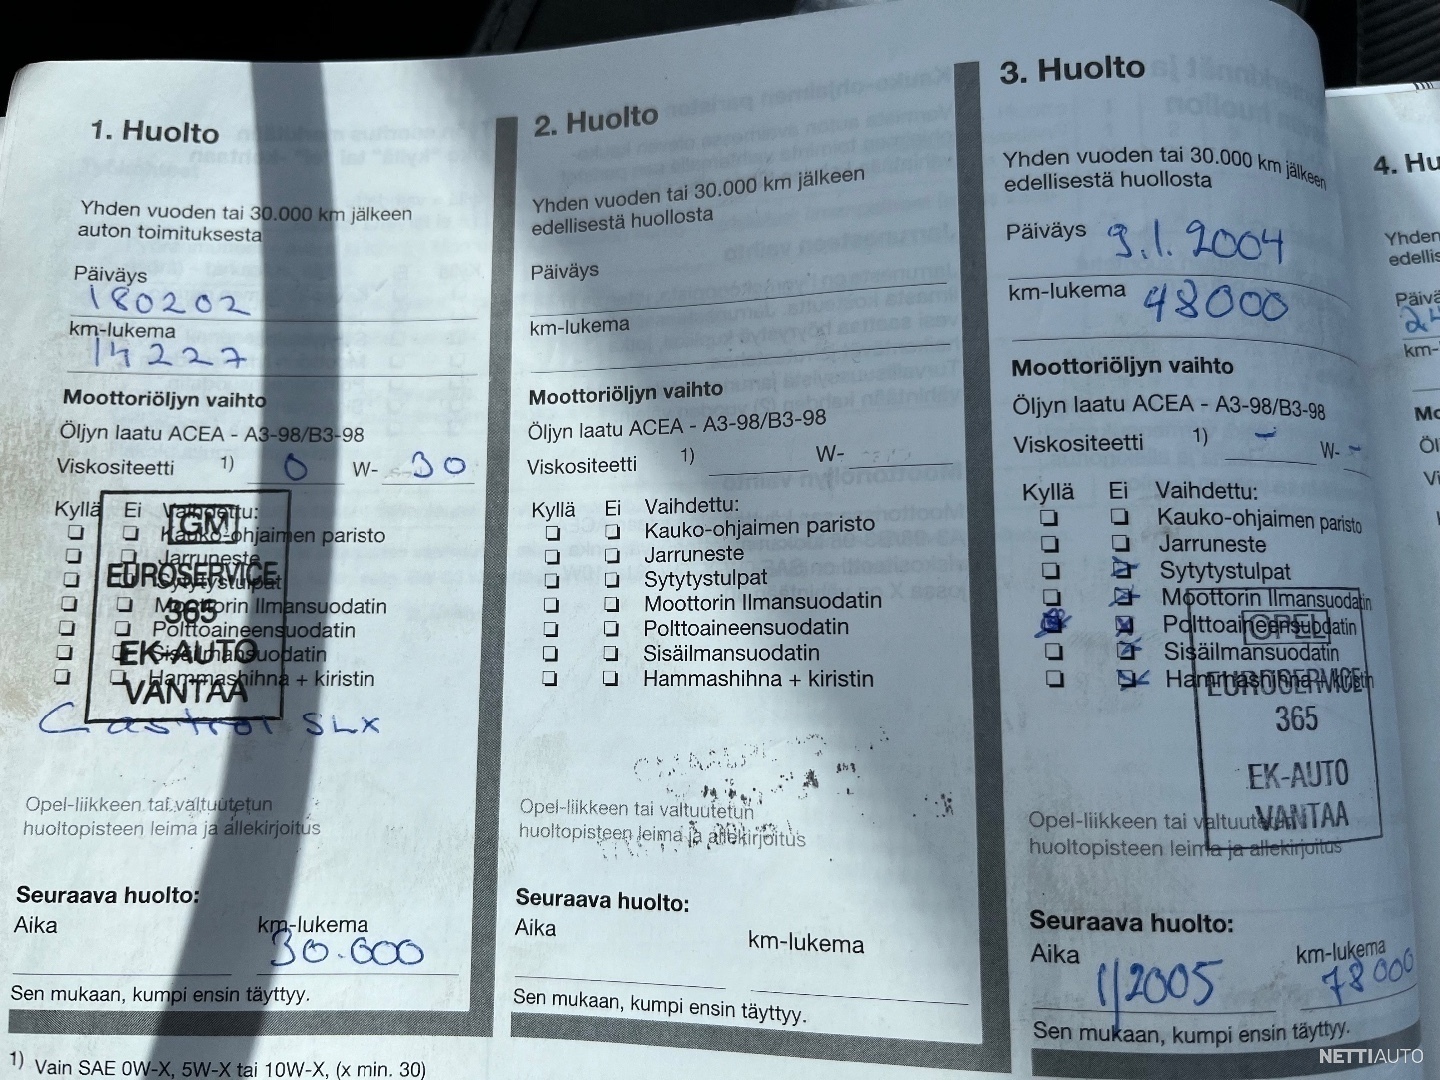 1. Huolto
Yhden vuoden tai 30.000 km jälkeen
auton toimituksesta
Päiväys
180202
km-lukema
14227
Moottoriöljyn vaihto
Öljyn laatu ACEA - A3-98/B3-98
Viskositeetti 1) 0 W- 30
Kyllä Ei Vaihdettu:
Kauko-ohjaimen paristo
Jarruneste
Sytytystulpat
Moottorin Ilmansuodatin
Polttoaineensuodatin
Sisäilmansuodatin
Hammashihna + kiristin
GM
EUROSERVICE
365
EK-AUTO
VANTAA
Castrol SLX
Opel-liikkeen tai valtuutetun
huoltopisteen leima ja allekirjoitus
Seuraava huolto:
Aika km-lukema
30.000
Sen mukaan, kumpi ensin täyttyy.
1) Vain SAE 0W-X, 5W-X tai 10W-X, (x min. 30)
2. Huolto
Yhden vuoden tai 30.000 km jälkeen
edellisestä huollosta
Päiväys
km-lukema
Moottoriöljyn vaihto
Öljyn laatu ACEA - A3-98/B3-98
Viskositeetti 1) W-
Kyllä Ei Vaihdettu:
Kauko-ohjaimen paristo
Jarruneste
Sytytystulpat
Moottorin Ilmansuodatin
Polttoaineensuodatin
Sisäilmansuodatin
Hammashihna + kiristin
Opel-liikkeen tai valtuutetun
huoltopisteen leima ja allekirjoitus
Seuraava huolto:
Aika km-lukema
Sen mukaan, kumpi ensin täyttyy.
3. Huolto
Yhden vuoden tai 30.000 km jälkeen
edellisestä huollosta
Päiväys 9.1.2004
km-lukema 48000
Moottoriöljyn vaihto
Öljyn laatu ACEA - A3-98/B3-98
Viskositeetti 1) - W- -
Kyllä Ei Vaihdettu:
Kauko-ohjaimen paristo
Jarruneste
Sytytystulpat
Moottorin Ilmansuodatin
Polttoaineensuodatin
Sisäilmansuodatin
Hammashihna + kiristin
OPEL
EUROSERVICE
365
EK-AUTO
VANTAA
Opel-liikkeen tai valtuutetun
huoltopisteen leima ja allekirjoitus
Seuraava huolto:
Aika km-lukema
1/2005 78000
Sen mukaan, kumpi ensin täyttyy.
4. Hu
Yhden
edellis
Päivä
24
km-
Mo
Öl
Vi
NETTIAUTO